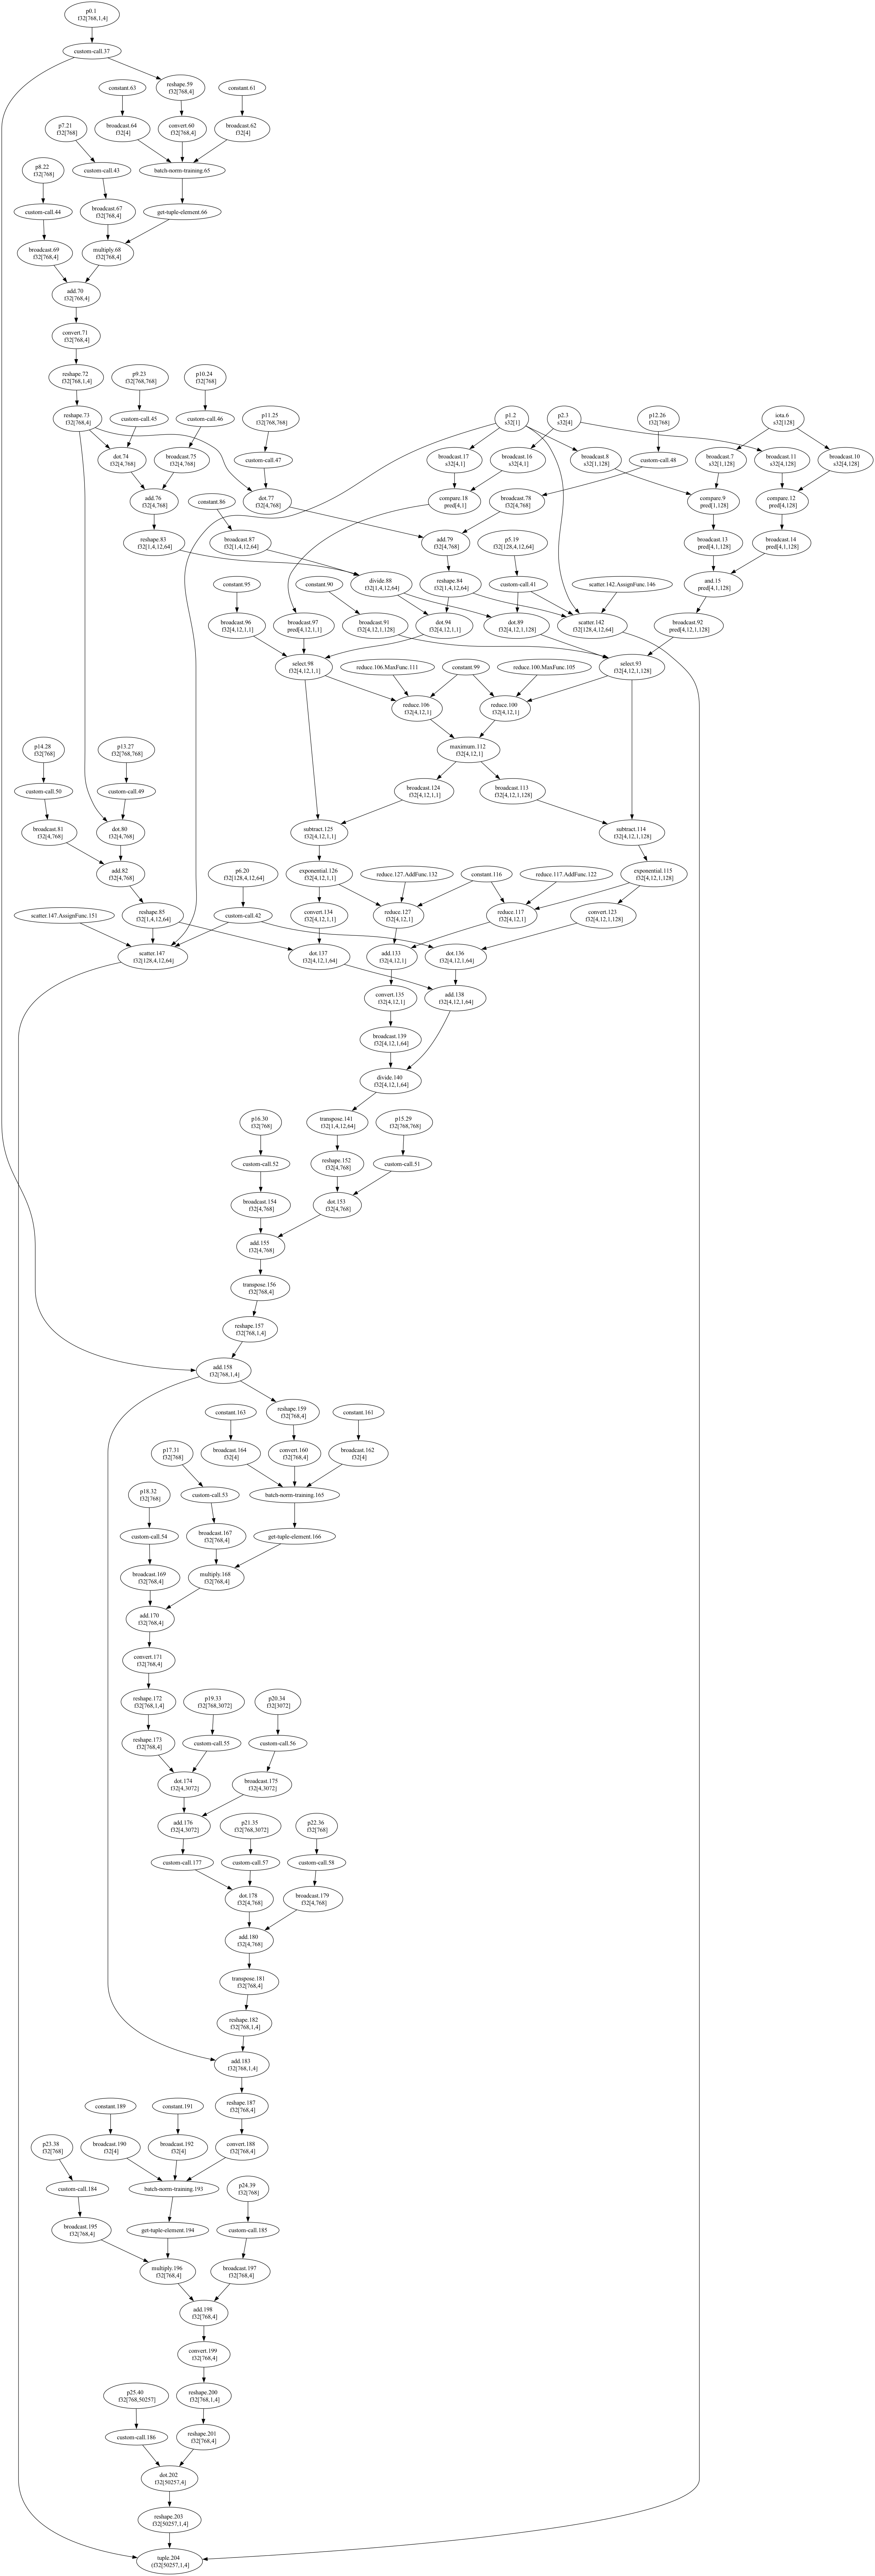 p0.1
f32[768,1,4]
custom-call.37
reshape.59
f32[768,4]
constant.63
constant.61
p7.21
f32[768]
broadcast.64
f32[4]
convert.60
f32[768,4]
broadcast.62
f32[4]
p8.22
f32[768]
custom-call.43
batch-norm-training.65
custom-call.44
broadcast.67
f32[768,4]
get-tuple-element.66
broadcast.69
f32[768,4]
multiply.68
f32[768,4]
add.70
f32[768,4]
convert.71
f32[768,4]
reshape.72
f32[768,1,4]
p9.23
f32[768,768]
p10.24
f32[768]
reshape.73
f32[768,4]
custom-call.45
custom-call.46
p11.25
f32[768,768]
p1.2
s32[1]
p2.3
s32[4]
p12.26
f32[768]
iota.6
s32[128]
dot.74
f32[4,768]
broadcast.75
f32[4,768]
custom-call.47
broadcast.17
s32[4,1]
broadcast.16
s32[4,1]
broadcast.8
s32[1,128]
custom-call.48
broadcast.7
s32[1,128]
broadcast.11
s32[4,128]
broadcast.10
s32[4,128]
add.76
f32[4,768]
constant.86
dot.77
f32[4,768]
compare.18
pred[4,1]
broadcast.78
f32[4,768]
compare.9
pred[1,128]
compare.12
pred[4,128]
reshape.83
f32[1,4,12,64]
broadcast.87
f32[1,4,12,64]
add.79
f32[4,768]
p5.19
f32[128,4,12,64]
broadcast.13
pred[4,1,128]
broadcast.14
pred[4,1,128]
constant.95
constant.90
divide.88
f32[1,4,12,64]
reshape.84
f32[1,4,12,64]
custom-call.41
scatter.142.AssignFunc.146
and.15
pred[4,1,128]
broadcast.96
f32[4,12,1,1]
broadcast.97
pred[4,12,1,1]
broadcast.91
f32[4,12,1,128]
dot.94
f32[4,12,1,1]
dot.89
f32[4,12,1,128]
scatter.142
f32[128,4,12,64]
broadcast.92
pred[4,12,1,128]
select.98
f32[4,12,1,1]
reduce.106.MaxFunc.111
constant.99
reduce.100.MaxFunc.105
select.93
f32[4,12,1,128]
reduce.106
f32[4,12,1]
reduce.100
f32[4,12,1]
p14.28
f32[768]
p13.27
f32[768,768]
maximum.112
f32[4,12,1]
custom-call.50
custom-call.49
broadcast.124
f32[4,12,1,1]
broadcast.113
f32[4,12,1,128]
broadcast.81
f32[4,768]
dot.80
f32[4,768]
subtract.125
f32[4,12,1,1]
subtract.114
f32[4,12,1,128]
add.82
f32[4,768]
p6.20
f32[128,4,12,64]
exponential.126
f32[4,12,1,1]
reduce.127.AddFunc.132
constant.116
reduce.117.AddFunc.122
exponential.115
f32[4,12,1,128]
scatter.147.AssignFunc.151
reshape.85
f32[1,4,12,64]
custom-call.42
convert.134
f32[4,12,1,1]
reduce.127
f32[4,12,1]
reduce.117
f32[4,12,1]
convert.123
f32[4,12,1,128]
scatter.147
f32[128,4,12,64]
dot.137
f32[4,12,1,64]
add.133
f32[4,12,1]
dot.136
f32[4,12,1,64]
convert.135
f32[4,12,1]
add.138
f32[4,12,1,64]
broadcast.139
f32[4,12,1,64]
divide.140
f32[4,12,1,64]
p16.30
f32[768]
transpose.141
f32[1,4,12,64]
p15.29
f32[768,768]
custom-call.52
reshape.152
f32[4,768]
custom-call.51
broadcast.154
f32[4,768]
dot.153
f32[4,768]
add.155
f32[4,768]
transpose.156
f32[768,4]
reshape.157
f32[768,1,4]
add.158
f32[768,1,4]
constant.163
reshape.159
f32[768,4]
constant.161
p17.31
f32[768]
broadcast.164
f32[4]
convert.160
f32[768,4]
broadcast.162
f32[4]
p18.32
f32[768]
custom-call.53
batch-norm-training.165
custom-call.54
broadcast.167
f32[768,4]
get-tuple-element.166
broadcast.169
f32[768,4]
multiply.168
f32[768,4]
add.170
f32[768,4]
convert.171
f32[768,4]
reshape.172
f32[768,1,4]
p19.33
f32[768,3072]
p20.34
f32[3072]
reshape.173
f32[768,4]
custom-call.55
custom-call.56
dot.174
f32[4,3072]
broadcast.175
f32[4,3072]
add.176
f32[4,3072]
p21.35
f32[768,3072]
p22.36
f32[768]
custom-call.177
custom-call.57
custom-call.58
dot.178
f32[4,768]
broadcast.179
f32[4,768]
add.180
f32[4,768]
transpose.181
f32[768,4]
reshape.182
f32[768,1,4]
add.183
f32[768,1,4]
constant.189
constant.191
reshape.187
f32[768,4]
p23.38
f32[768]
broadcast.190
f32[4]
broadcast.192
f32[4]
convert.188
f32[768,4]
custom-call.184
batch-norm-training.193
p24.39
f32[768]
broadcast.195
f32[768,4]
get-tuple-element.194
custom-call.185
multiply.196
f32[768,4]
broadcast.197
f32[768,4]
add.198
f32[768,4]
convert.199
f32[768,4]
p25.40
f32[768,50257]
reshape.200
f32[768,1,4]
custom-call.186
reshape.201
f32[768,4]
dot.202
f32[50257,4]
reshape.203
f32[50257,1,4]
tuple.204
(f32[50257,1,4]